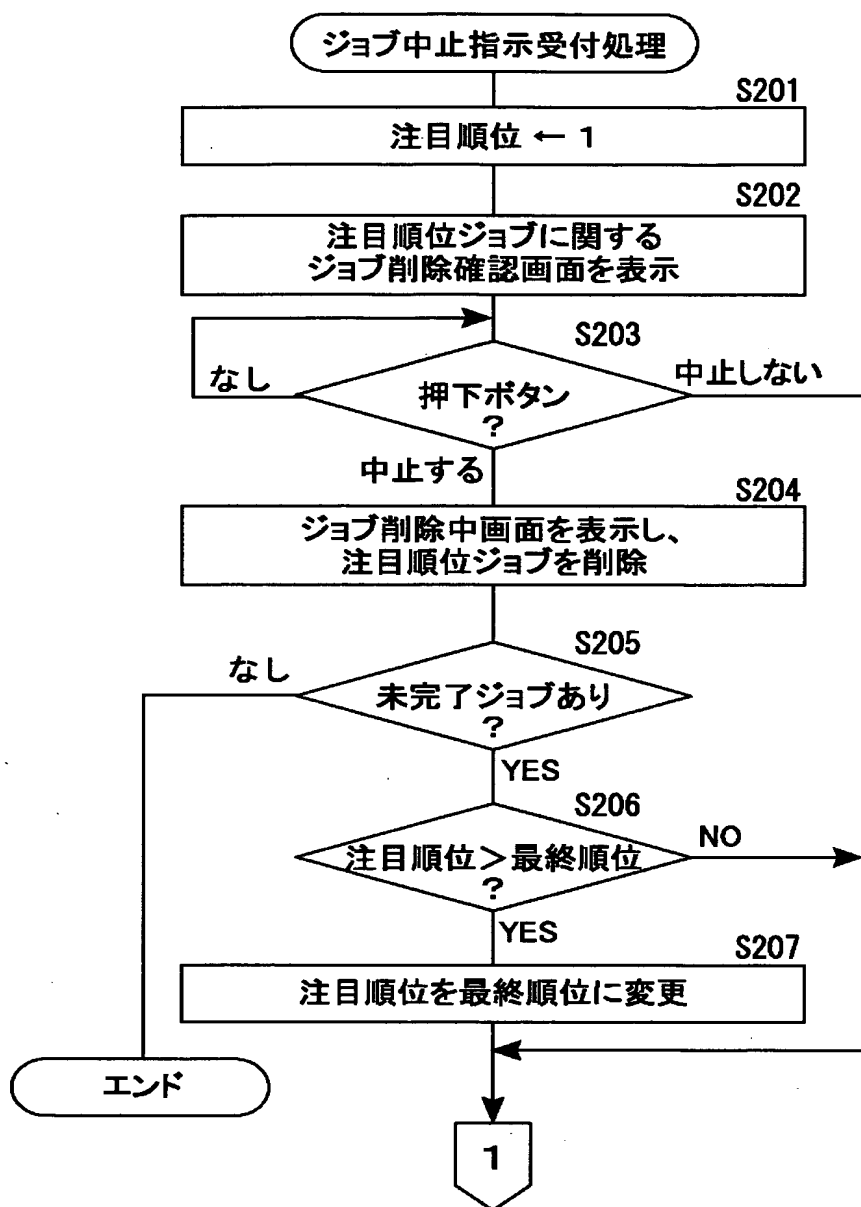 ジョブ中止指示受付処理
S201
注目順位 ← 1
S202
注目順位ジョブに関する
ジョブ削除確認画面を表示
S203
なし
押下ボタン
?
中止しない
中止する
S204
ジョブ削除中画面を表示し、
注目順位ジョブを削除
S205
なし
未完了ジョブあり
?
YES
S206
注目順位＞最終順位
?
NO
YES
S207
注目順位を最終順位に変更
エンド
1